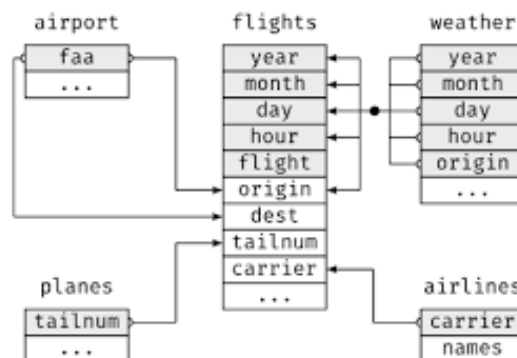 airport
faa
...
flights
year
month
day
hour
flight
origin
dest
tailnum
carrier
...
weather
year
month
day
hour
origin
...
planes
tailnum
...
airlines
carrier
names